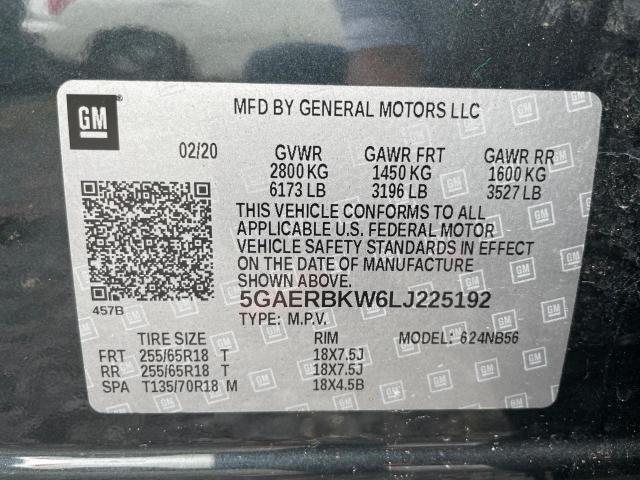 GM
MFD BY GENERAL MOTORS LLC
02/20 GVWR GAWR FRT GAWR RR
2800 KG 1450 KG 1600 KG
6173 LB 3196 LB 3527 LB
THIS VEHICLE CONFORMS TO ALL
APPLICABLE U.S. FEDERAL MOTOR
VEHICLE SAFETY STANDARDS IN EFFECT
ON THE DATE OF MANUFACTURE
SHOWN ABOVE.
457B 5GAERBKW6LJ225192
TYPE: M.P.V.
TIRE SIZE RIM MODEL: 624NB56
FRT 255/65R18 T 18X7.5J
RR 255/65R18 T 18X7.5J
SPA T135/70R18 M 18X4.5B